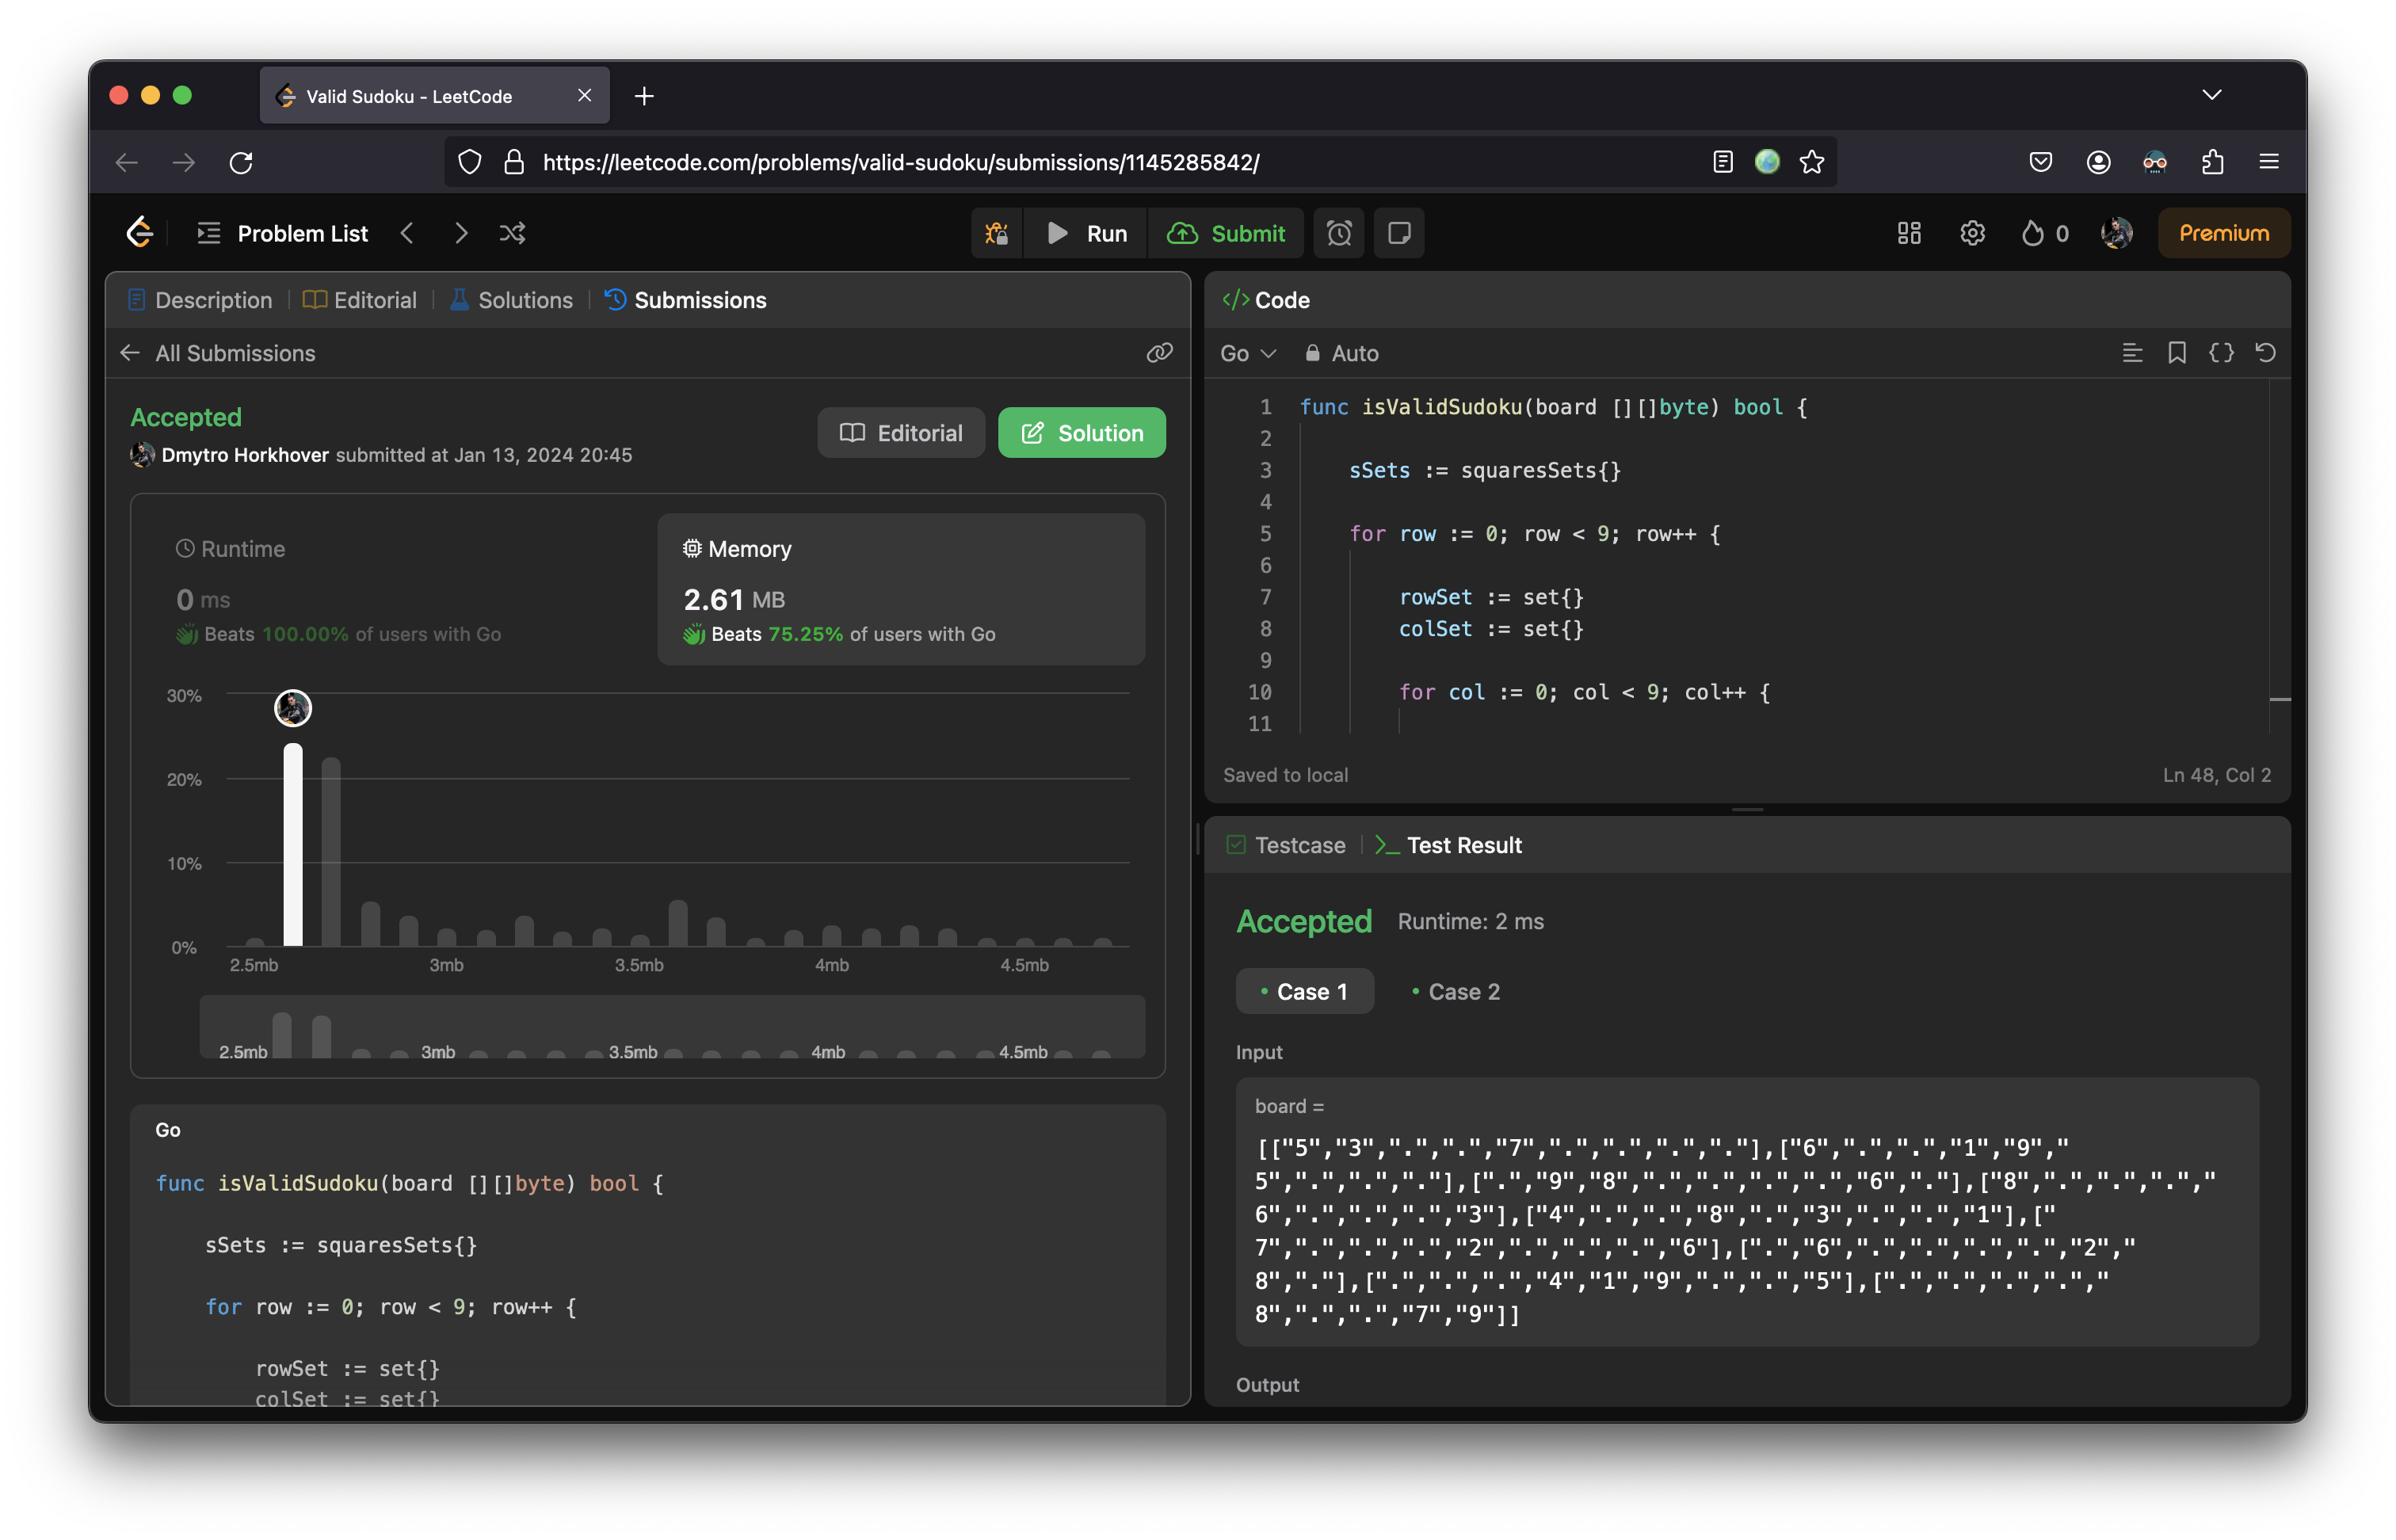 Valid Sudoku - LeetCode
https://leetcode.com/problems/valid-sudoku/submissions/1145285842/
Problem List
Run
Submit
0
Premium
Description
Editorial
Solutions
Submissions
All Submissions
Accepted
Dmytro Horkhover submitted at Jan 13, 2024 20:45
Editorial
Solution
Runtime
0 ms
Beats 100.00% of users with Go
Memory
2.61 MB
Beats 75.25% of users with Go
30%
20%
10%
0%
2.5mb 3mb 3.5mb 4mb 4.5mb
2.5mb 3mb 3.5mb 4mb 4.5mb
Go
func isValidSudoku(board [][]byte) bool {
sSets := squaresSets{}
for row := 0; row < 9; row++ {
rowSet := set{}
colSet := set{}
</> Code
Go
Auto
1 func isValidSudoku(board [][]byte) bool {
2
3 sSets := squaresSets{}
4
5 for row := 0; row < 9; row++ {
6
7 rowSet := set{}
8 colSet := set{}
9
10 for col := 0; col < 9; col++ {
11
Saved to local
Ln 48, Col 2
Testcase
Test Result
Accepted
Runtime: 2 ms
Case 1
Case 2
Input
board =
[["5","3",".",".","7",".",".",".","."],["6",".",".","1","9","
5",".",".","."],[".","9","8",".",".",".",".","6","."],["8",".",".",".","
6",".",".",".","3"],["4",".",".","8",".","3",".",".","1"],["
7",".",".",".","2",".",".",".","6"],[".","6",".",".",".",".","2","
8","."],[".",".",".","4","1","9",".",".","5"],[".",".",".",".","
8",".",".","7","9"]]
Output